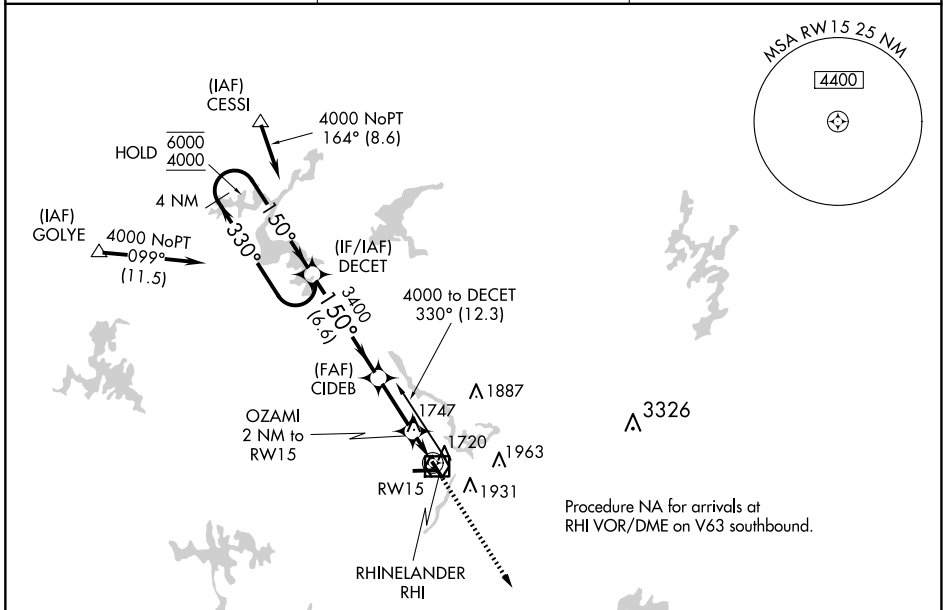 MSA RW15 25 NM
4400
(IAF)
CESSI
4000 NoPT
164° (8.6)
HOLD
6000
4000
4 NM
150°
330°
(IAF)
GOLYE
4000 NoPT
099°
(11.5)
(IF/IAF)
DECET
3400
150°
(6.6)
4000 to DECET
330° (12.3)
(FAF)
CIDEB
1887
1747
3326
OZAMI
2 NM to
RW15
1720
1963
RW15
1931
Procedure NA for arrivals at
RHI VOR/DME on V63 southbound.
RHINELANDER
RHI